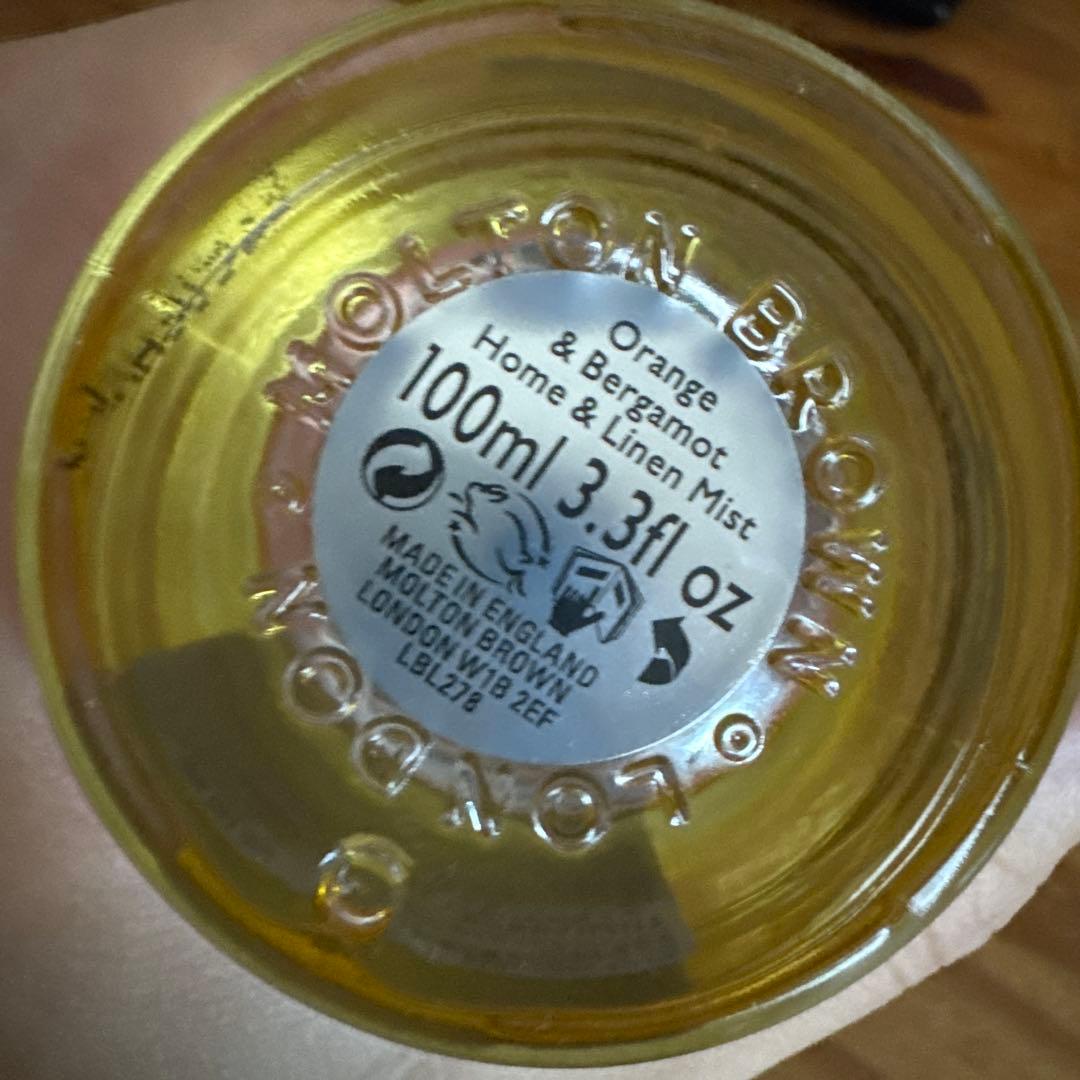 MOLTON BROWN
LONDON
Orange
& Bergamot
Home & Linen Mist
100ml 3.3fl oz
MADE IN ENGLAND
MOLTON BROWN
LONDON W1B 2EF
LBL278